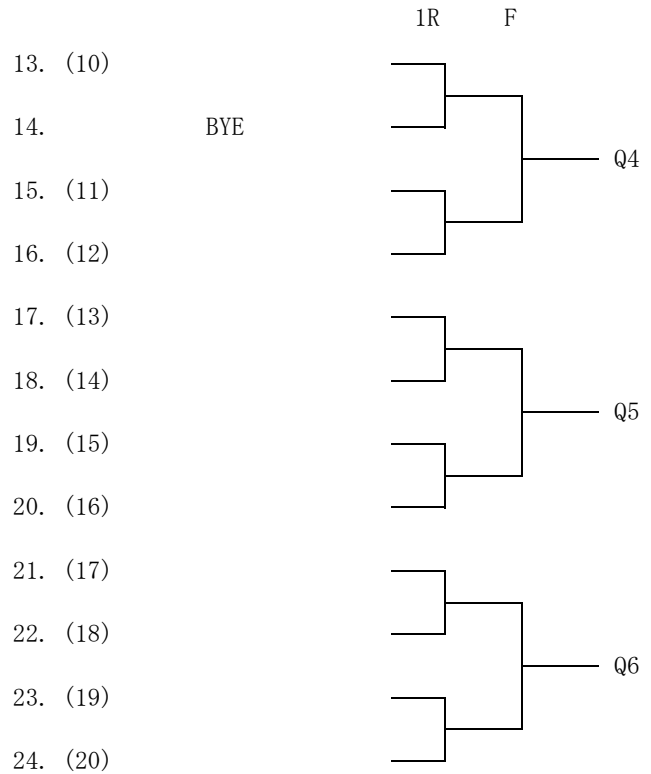 1R F
13. (10)
14. BYE
Q4
15. (11)
16. (12)
17. (13)
18. (14)
Q5
19. (15)
20. (16)
21. (17)
22. (18)
Q6
23. (19)
24. (20)